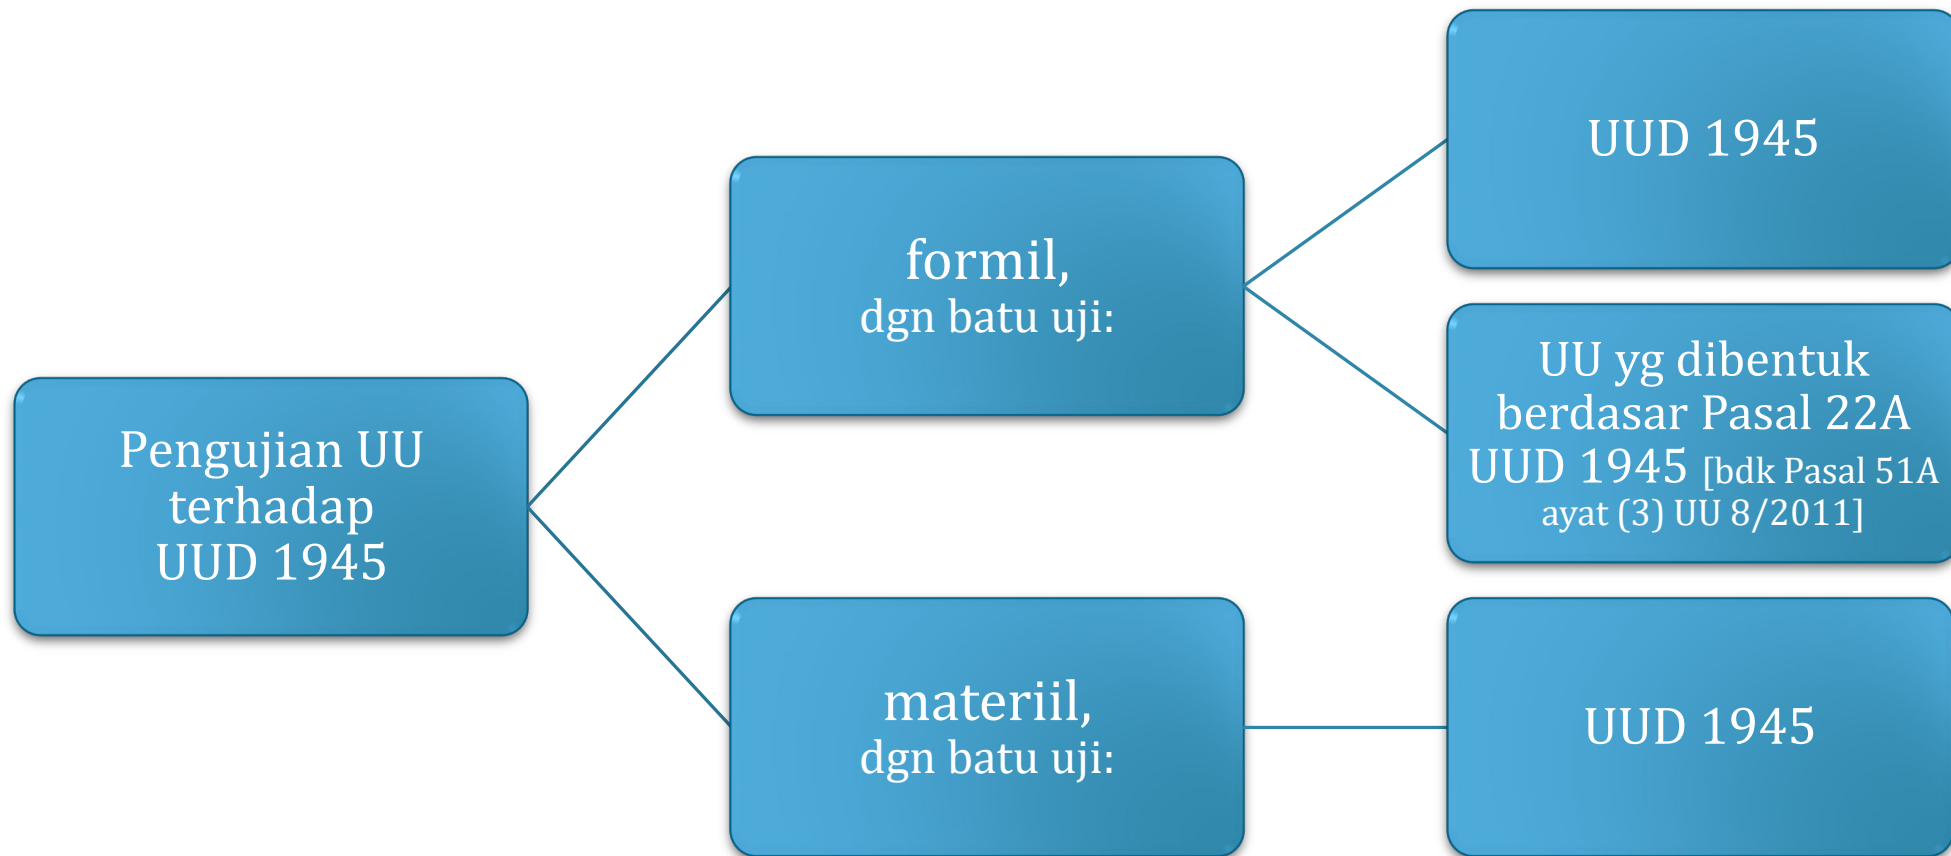 Pengujian UU
terhadap
UUD 1945
formil,
dgn batu uji:
UUD 1945
UU yg dibentuk
berdasar Pasal 22A
UUD 1945 [bdk Pasal 51A
ayat (3) UU 8/2011]
materiil,
dgn batu uji:
UUD 1945